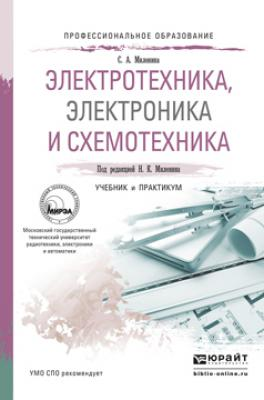 ПРОФЕССИОНАЛЬНОЕ ОБРАЗОВАНИЕ
С. А. Миленина
ЭЛЕКТРОТЕХНИКА,
ЭЛЕКТРОНИКА
И СХЕМОТЕХНИКА
Под редакцией Н. К. Миленина
УЧЕБНИК и ПРАКТИКУМ
МИРЭА
Московский государственный
технический университет
радиотехники, электроники
и автоматики
УМО СПО рекомендует
ЮРАЙТ
ИЗДАТЕЛЬСТВО
biblio-online.ru